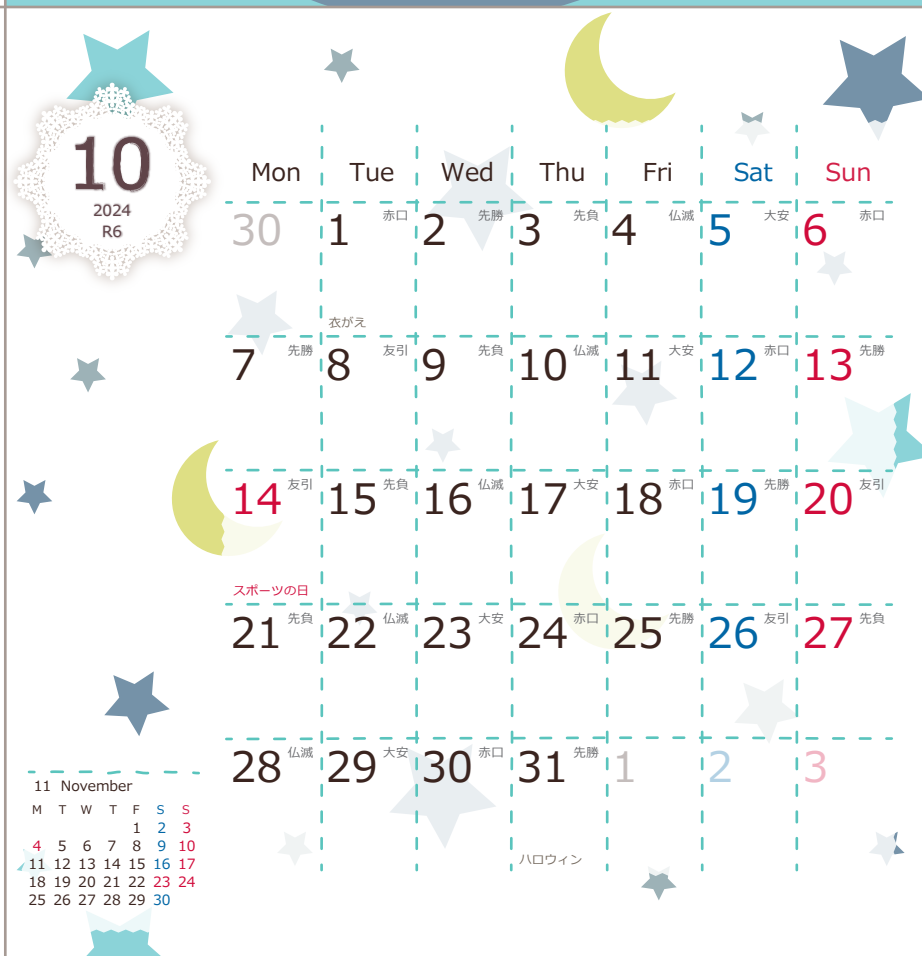 10
2024
R6
Mon Tue Wed Thu Fri Sat Sun
30 1 赤口 2 先勝 3 先負 4 仏滅 5 大安 6 赤口
衣がえ
7 先勝 8 友引 9 先負 10 仏滅 11 大安 12 赤口 13 先勝
14 友引 15 先負 16 仏滅 17 大安 18 赤口 19 先勝 20 友引
スポーツの日
21 先負 22 仏滅 23 大安 24 赤口 25 先勝 26 友引 27 先負
28 仏滅 29 大安 30 赤口 31 先勝 1 2 3
ハロウィン
11 November
M T W T F S S
1 2 3
4 5 6 7 8 9 10
11 12 13 14 15 16 17
18 19 20 21 22 23 24
25 26 27 28 29 30